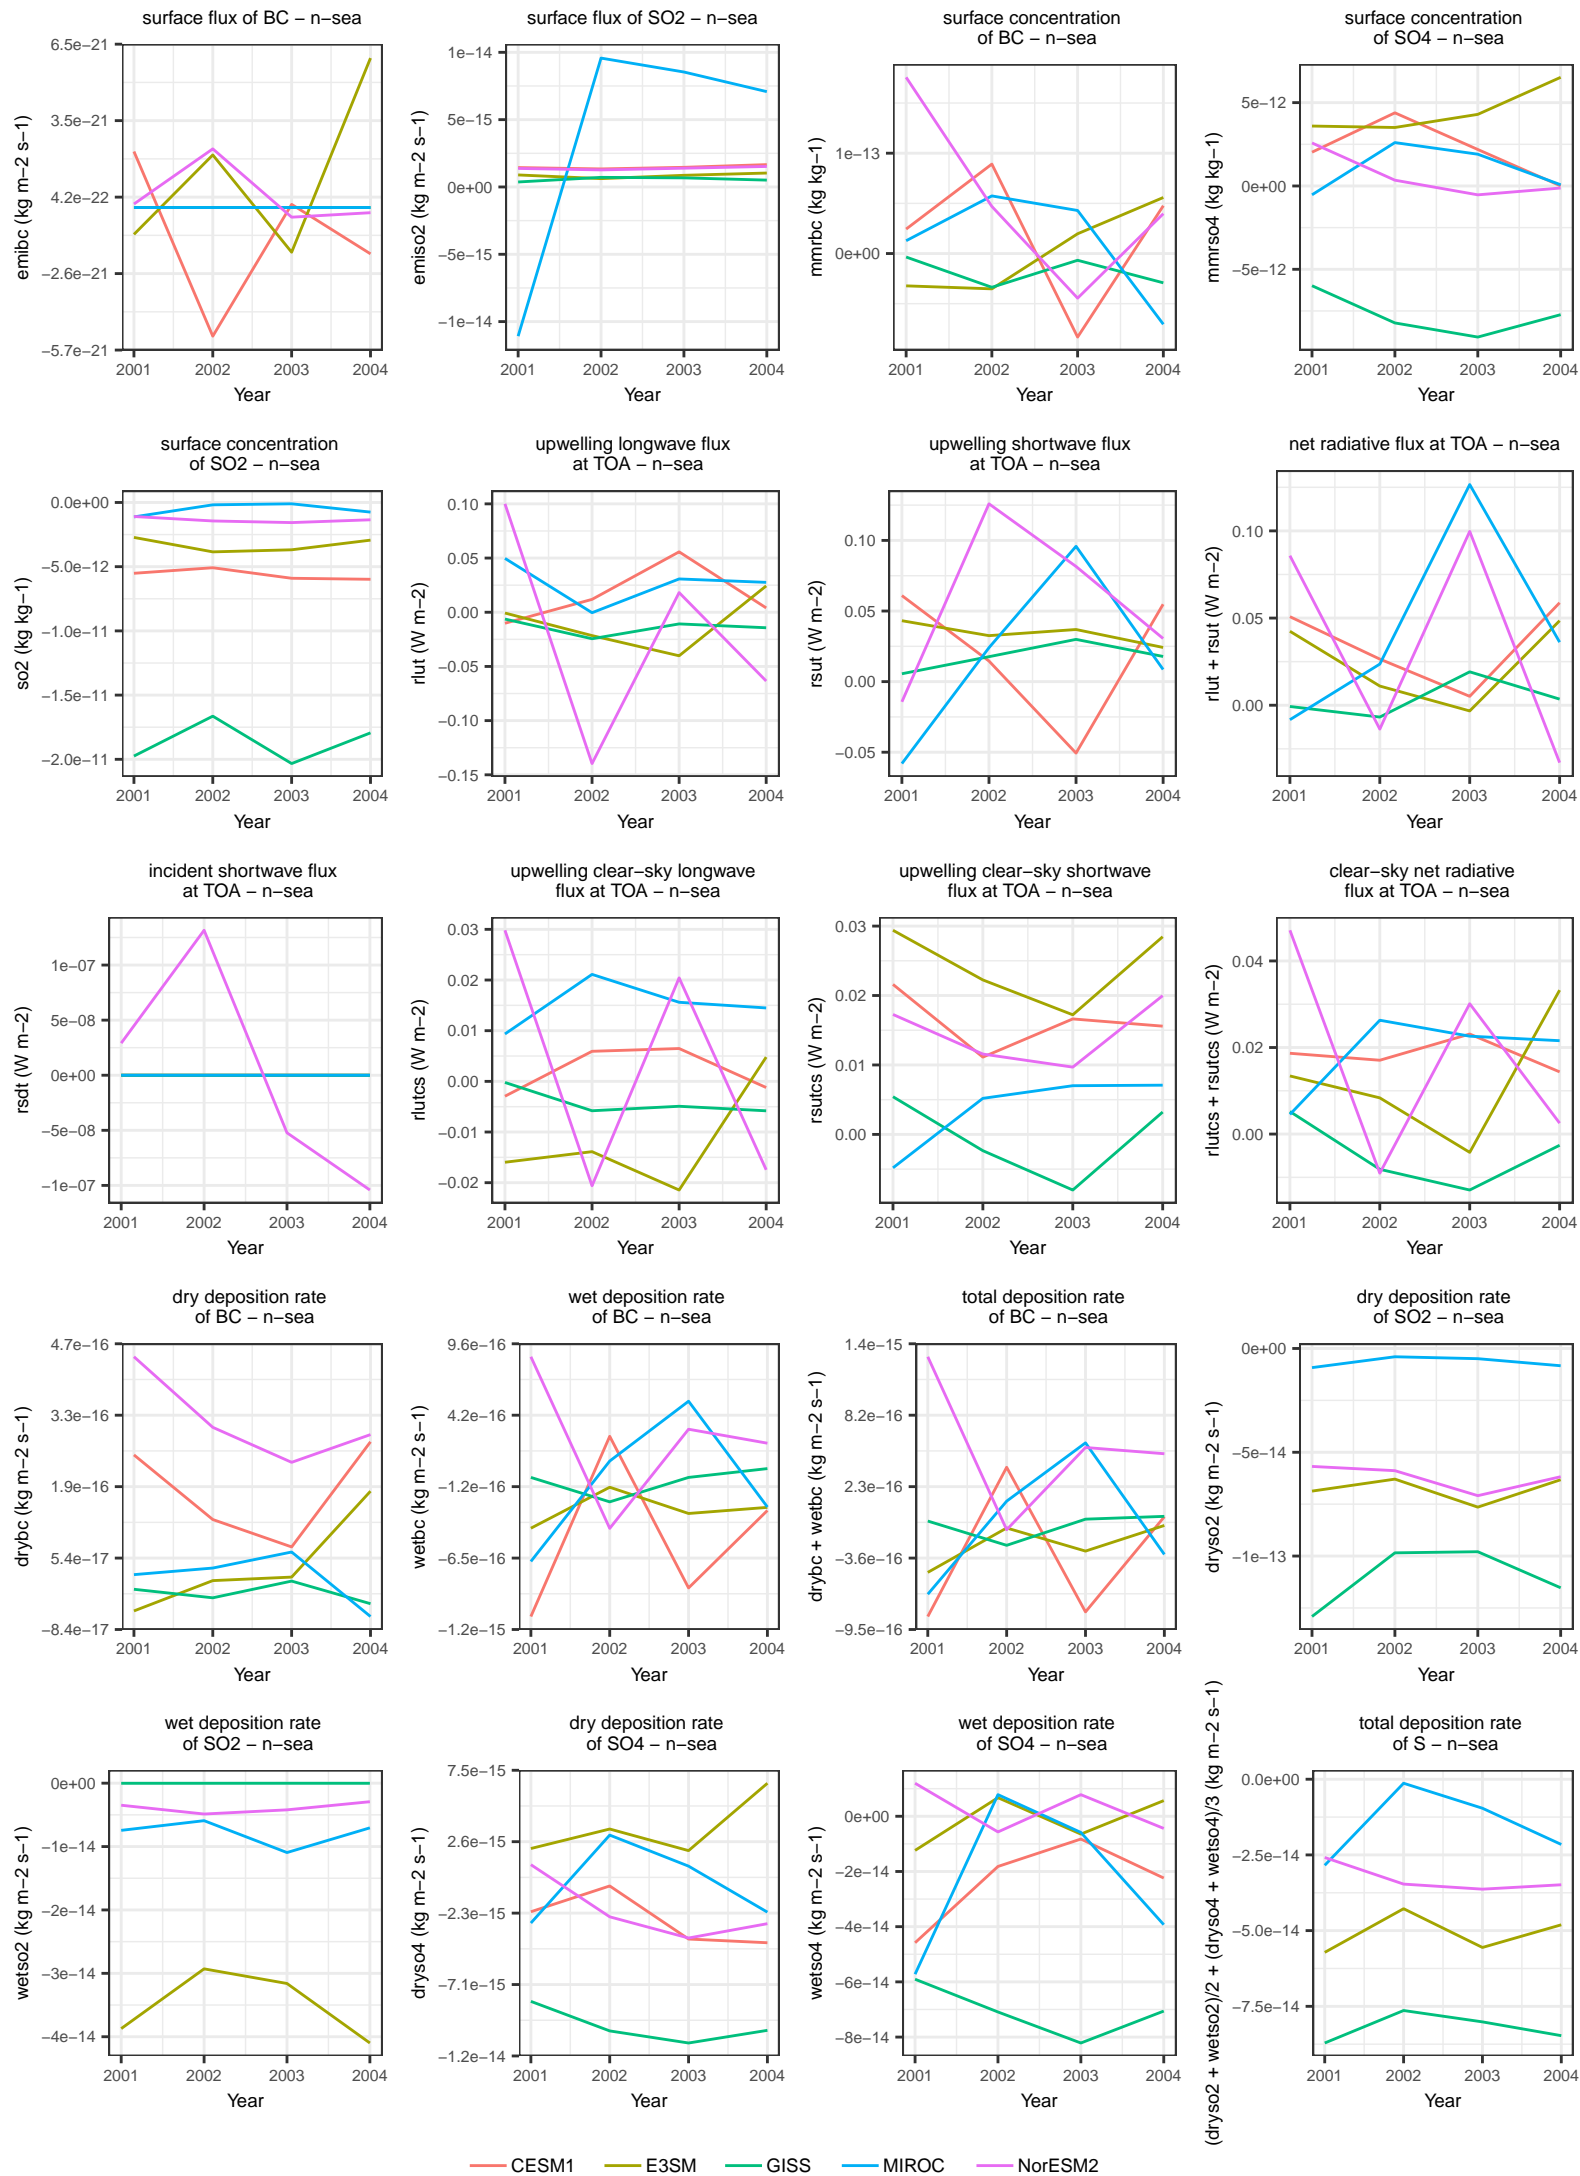 surface flux of BC − n−sea
6.5e−21
3.5e−21
4.2e−22
−2.6e−21
−5.7e−21
emibc (kg m−2 s−1)
2001 2002 2003 2004
Year
surface flux of SO2 − n−sea
1e−14
5e−15
0e+00
−5e−15
−1e−14
emiso2 (kg m−2 s−1)
2001 2002 2003 2004
Year
surface concentration
of BC − n−sea
1e−13
0e+00
mmrbc (kg kg−1)
2001 2002 2003 2004
Year
surface concentration
of SO4 − n−sea
5e−12
0e+00
−5e−12
mmrso4 (kg kg−1)
2001 2002 2003 2004
Year
surface concentration
of SO2 − n−sea
0.0e+00
−5.0e−12
−1.0e−11
−1.5e−11
−2.0e−11
so2 (kg kg−1)
2001 2002 2003 2004
Year
upwelling longwave flux
at TOA − n−sea
0.10
0.05
0.00
−0.05
−0.10
−0.15
rlut (W m−2)
2001 2002 2003 2004
Year
upwelling shortwave flux
at TOA − n−sea
0.10
0.05
0.00
−0.05
rsut (W m−2)
2001 2002 2003 2004
Year
net radiative flux at TOA − n−sea
0.10
0.05
0.00
rlut + rsut (W m−2)
2001 2002 2003 2004
Year
incident shortwave flux
at TOA − n−sea
1e−07
5e−08
0e+00
−5e−08
−1e−07
rsdt (W m−2)
2001 2002 2003 2004
Year
upwelling clear−sky longwave
flux at TOA − n−sea
0.03
0.02
0.01
0.00
−0.01
−0.02
rlutcs (W m−2)
2001 2002 2003 2004
Year
upwelling clear−sky shortwave
flux at TOA − n−sea
0.03
0.02
0.01
0.00
rsutcs (W m−2)
2001 2002 2003 2004
Year
clear−sky net radiative
flux at TOA − n−sea
0.04
0.02
0.00
rlutcs + rsutcs (W m−2)
2001 2002 2003 2004
Year
dry deposition rate
of BC − n−sea
4.7e−16
3.3e−16
1.9e−16
5.4e−17
−8.4e−17
drybc (kg m−2 s−1)
2001 2002 2003 2004
Year
wet deposition rate
of BC − n−sea
9.6e−16
4.2e−16
−1.2e−16
−6.5e−16
−1.2e−15
wetbc (kg m−2 s−1)
2001 2002 2003 2004
Year
total deposition rate
of BC − n−sea
1.4e−15
8.2e−16
2.3e−16
−3.6e−16
−9.5e−16
drybc + wetbc (kg m−2 s−1)
2001 2002 2003 2004
Year
dry deposition rate
of SO2 − n−sea
0e+00
−5e−14
−1e−13
dryso2 (kg m−2 s−1)
2001 2002 2003 2004
Year
wet deposition rate
of SO2 − n−sea
0e+00
−1e−14
−2e−14
−3e−14
−4e−14
wetso2 (kg m−2 s−1)
2001 2002 2003 2004
Year
dry deposition rate
of SO4 − n−sea
7.5e−15
2.6e−15
−2.3e−15
−7.1e−15
−1.2e−14
dryso4 (kg m−2 s−1)
2001 2002 2003 2004
Year
wet deposition rate
of SO4 − n−sea
0e+00
−2e−14
−4e−14
−6e−14
−8e−14
wetso4 (kg m−2 s−1)
2001 2002 2003 2004
Year
total deposition rate
of S − n−sea
0.0e+00
−2.5e−14
−5.0e−14
−7.5e−14
(dryso2 + wetso2)/2 + (dryso4 + wetso4)/3 (kg m−2 s−1)
2001 2002 2003 2004
Year
CESM1 E3SM GISS MIROC NorESM2